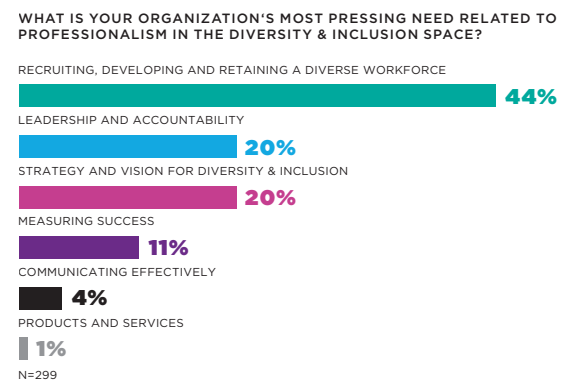 WHAT IS YOUR ORGANIZATION‘S MOST PRESSING NEED RELATED TO
PROFESSIONALISM IN THE DIVERSITY & INCLUSION SPACE?
RECRUITING, DEVELOPING AND RETAINING A DIVERSE WORKFORCE
44%
LEADERSHIP AND ACCOUNTABILITY
20%
STRATEGY AND VISION FOR DIVERSITY & INCLUSION
20%
MEASURING SUCCESS
11%
COMMUNICATING EFFECTIVELY
4%
PRODUCTS AND SERVICES
1%
N=299